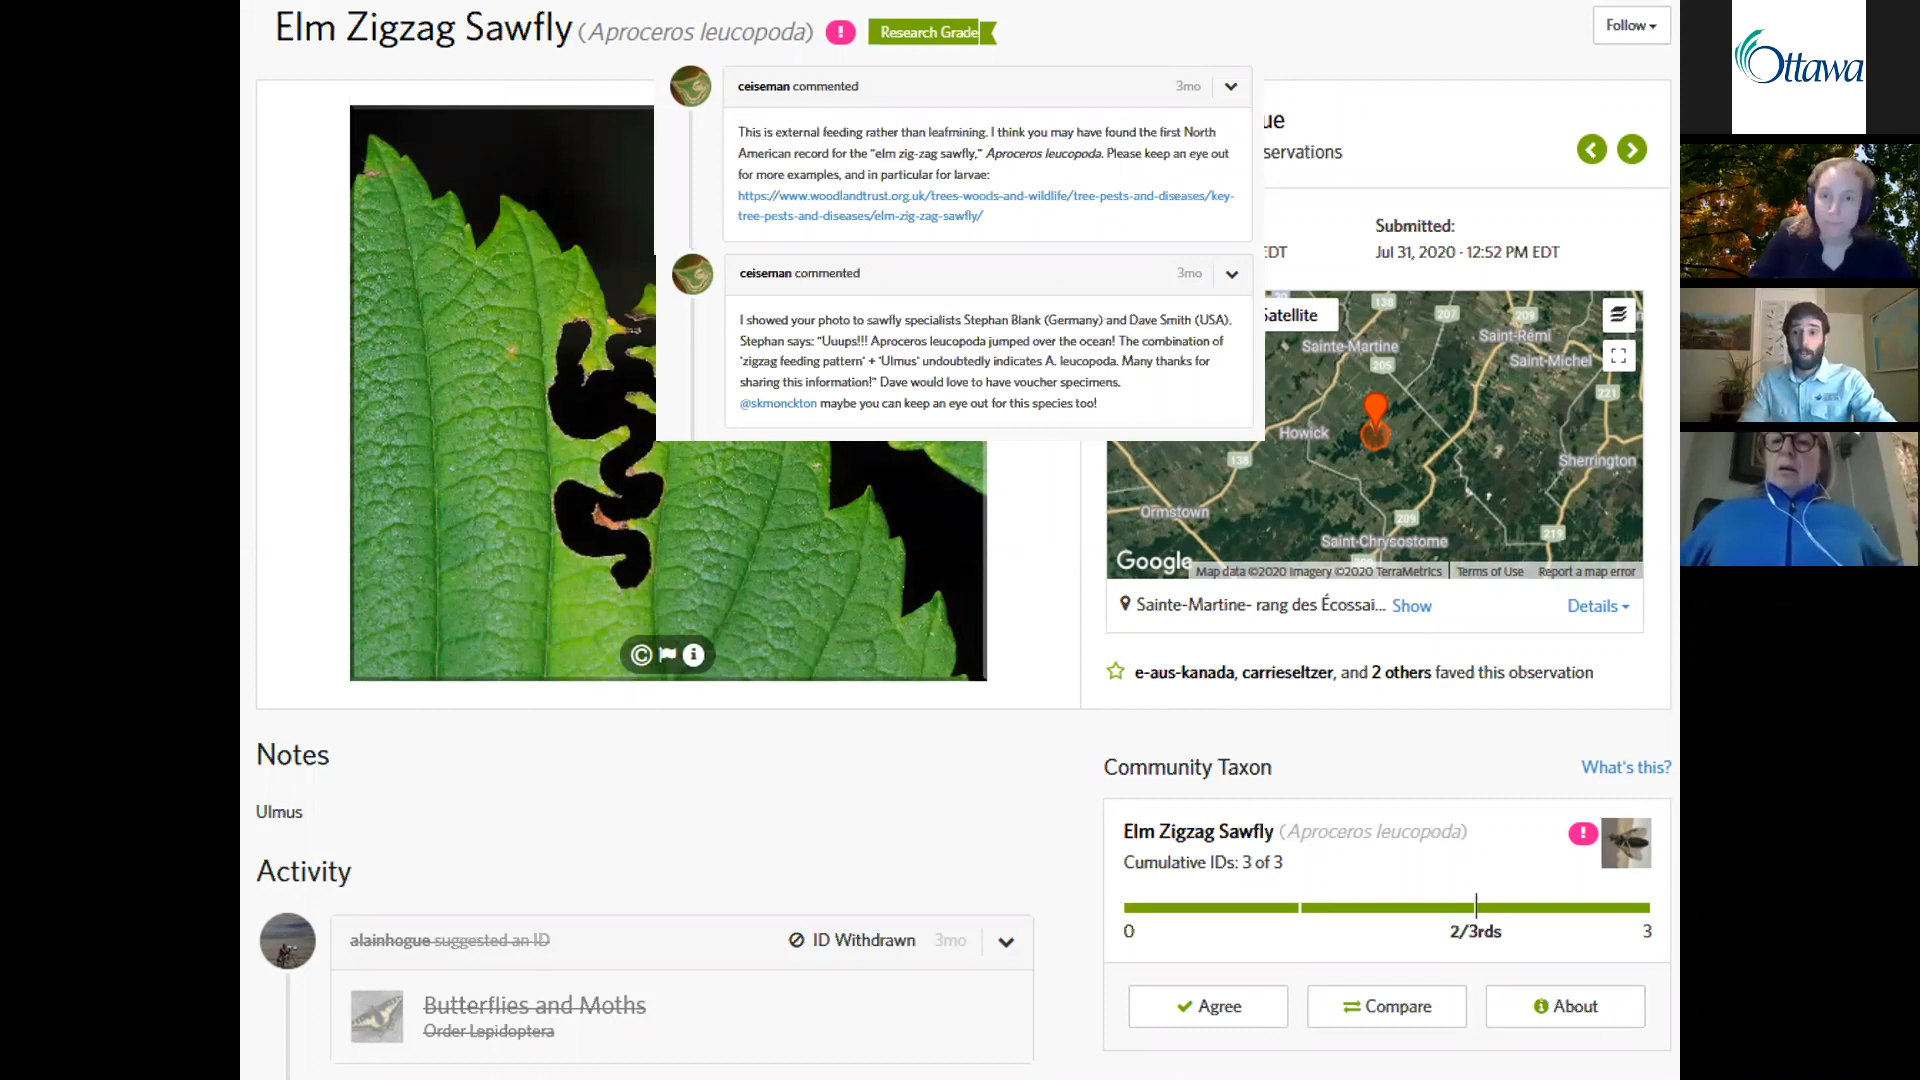 Elm Zigzag Sawfly (Aproceros leucopoda) ! Research Grade
Follow
Ottawa
ceiseman commented 3mo
This is external feeding rather than leafmining. I think you may have found the first North
American record for the "elm zig-zag sawfly," Aproceros leucopoda. Please keep an eye out
for more examples, and in particular for larvae:
https://www.woodlandtrust.org.uk/trees-woods-and-wildlife/tree-pests-and-diseases/key-
tree-pests-and-diseases/elm-zig-zag-sawfly/
ceiseman commented 3mo
I showed your photo to sawfly specialists Stephan Blank (Germany) and Dave Smith (USA).
Stephan says: "Uuups!!! Aproceros leucopoda jumped over the ocean! The combination of
'zigzag feeding pattern' + 'Ulmus' undoubtedly indicates A. leucopoda. Many thanks for
sharing this information!" Dave would love to have voucher specimens.
@skmonckton maybe you can keep an eye out for this species too!
ue
servations
Submitted:
EDT
Jul 31, 2020 · 12:52 PM EDT
Satellite
138
207
209
Saint-Rémi
Sainte-Martine
Saint-Michel
205
221
Howick
138
Sherrington
Ormstown
209
219
Saint-Chrysostome
Google
Map data ©2020 Imagery ©2020 TerraMetrics
Terms of Use
Report a map error
Sainte-Martine- rang des Écossai... Show
Details
e-aus-kanada, carrieseltzer, and 2 others faved this observation
Notes
Ulmus
Activity
alainhogue suggested an ID
ID Withdrawn 3mo
Butterflies and Moths
Order Lepidoptera
Community Taxon
What's this?
Elm Zigzag Sawfly (Aproceros leucopoda) !
Cumulative IDs: 3 of 3
0
2/3rds
3
Agree
Compare
About